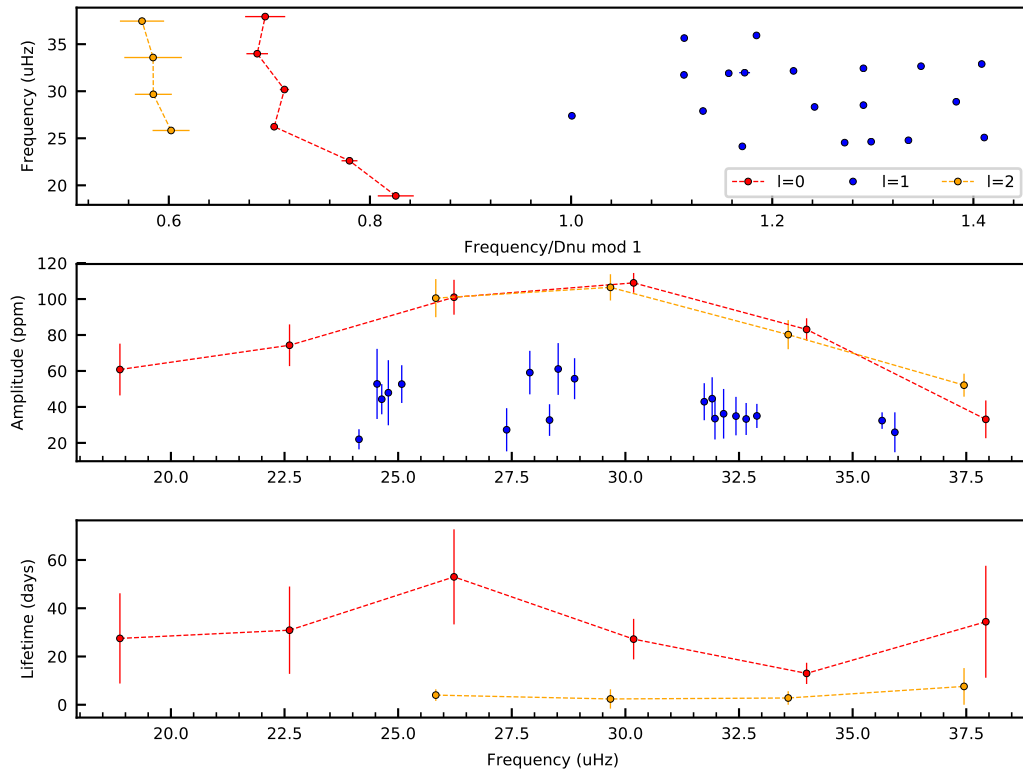 35
30
25
20
Frequency (uHz)
l=0 l=1 l=2
0.6 0.8 1.0 1.2 1.4
Frequency/Dnu mod 1
120
100
80
60
40
20
Amplitude (ppm)
20.0 22.5 25.0 27.5 30.0 32.5 35.0 37.5
60
40
20
0
Lifetime (days)
20.0 22.5 25.0 27.5 30.0 32.5 35.0 37.5
Frequency (uHz)